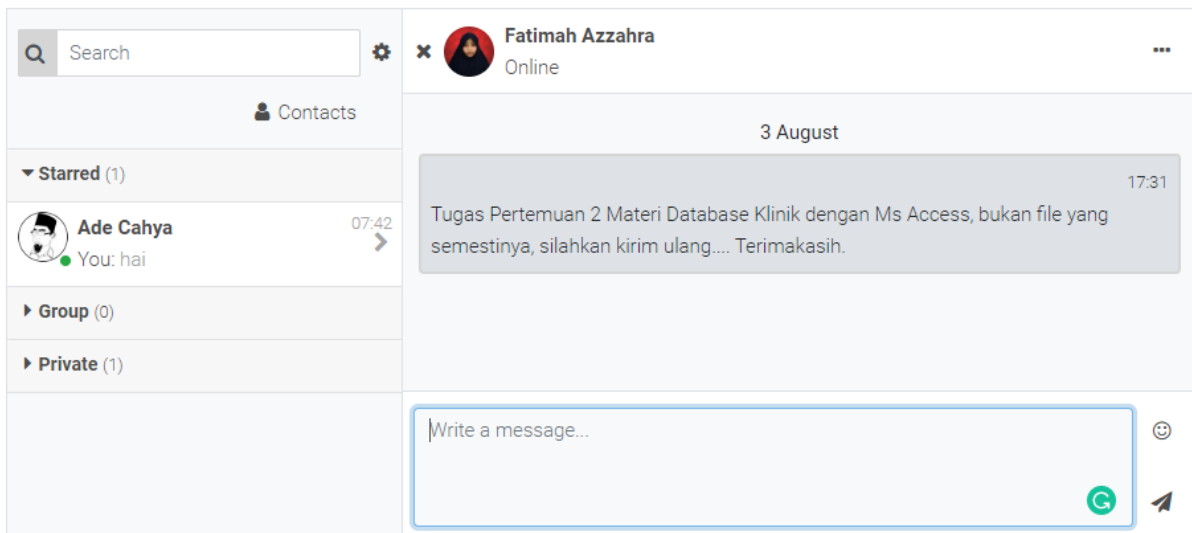 Search
Contacts
Starred (1)
Ade Cahya 07:42
You: hai
Group (0)
Private (1)
Fatimah Azzahra
Online
3 August
17:31
Tugas Pertemuan 2 Materi Database Klinik dengan Ms Access, bukan file yang
semestinya, silahkan kirim ulang.... Terimakasih.
Write a message...